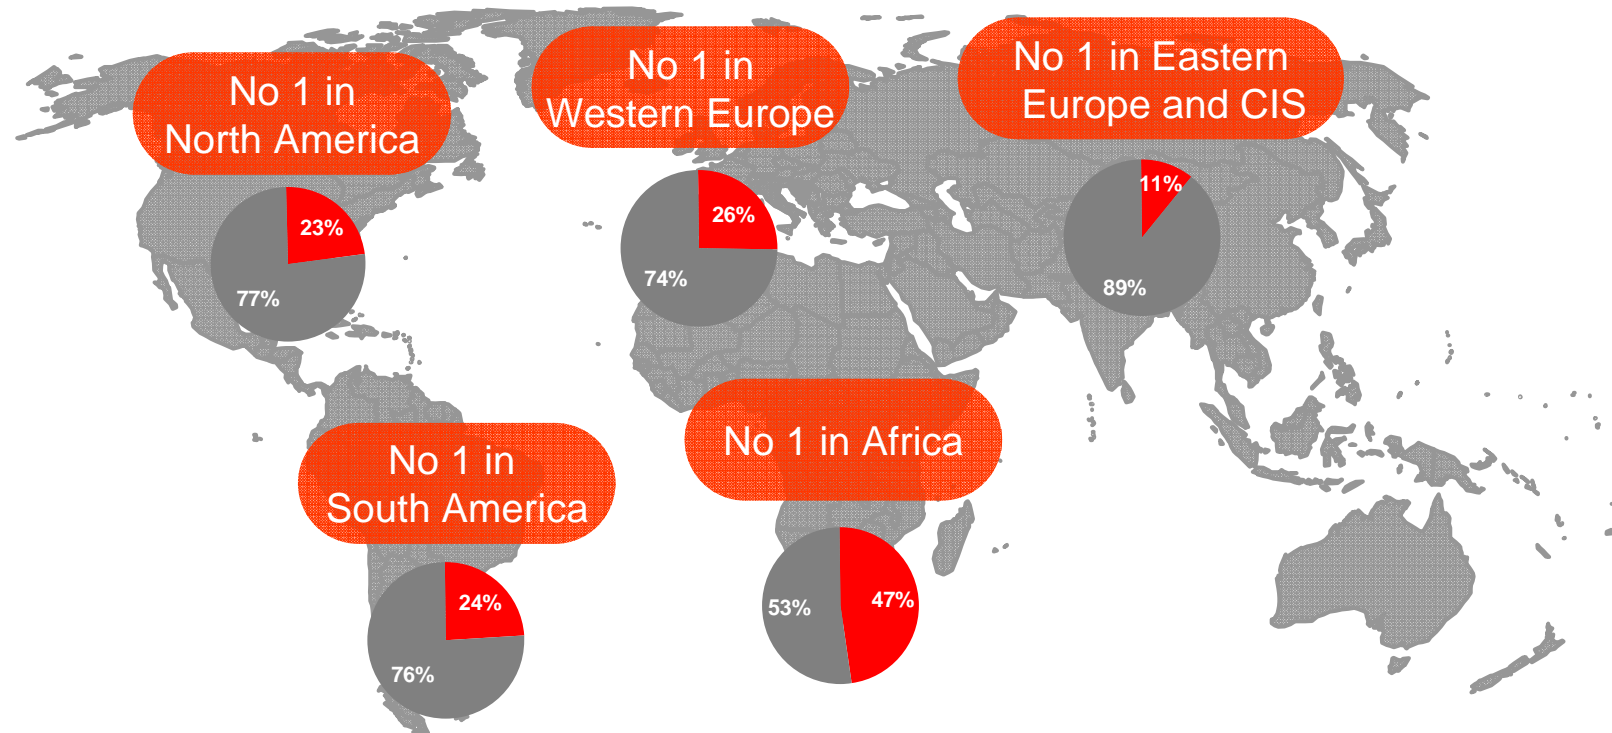 No 1 in
North America
23%
77%
No 1 in
Western Europe
26%
74%
No 1 in Eastern
Europe and CIS
11%
89%
No 1 in
South America
24%
76%
No 1 in Africa
53%
47%